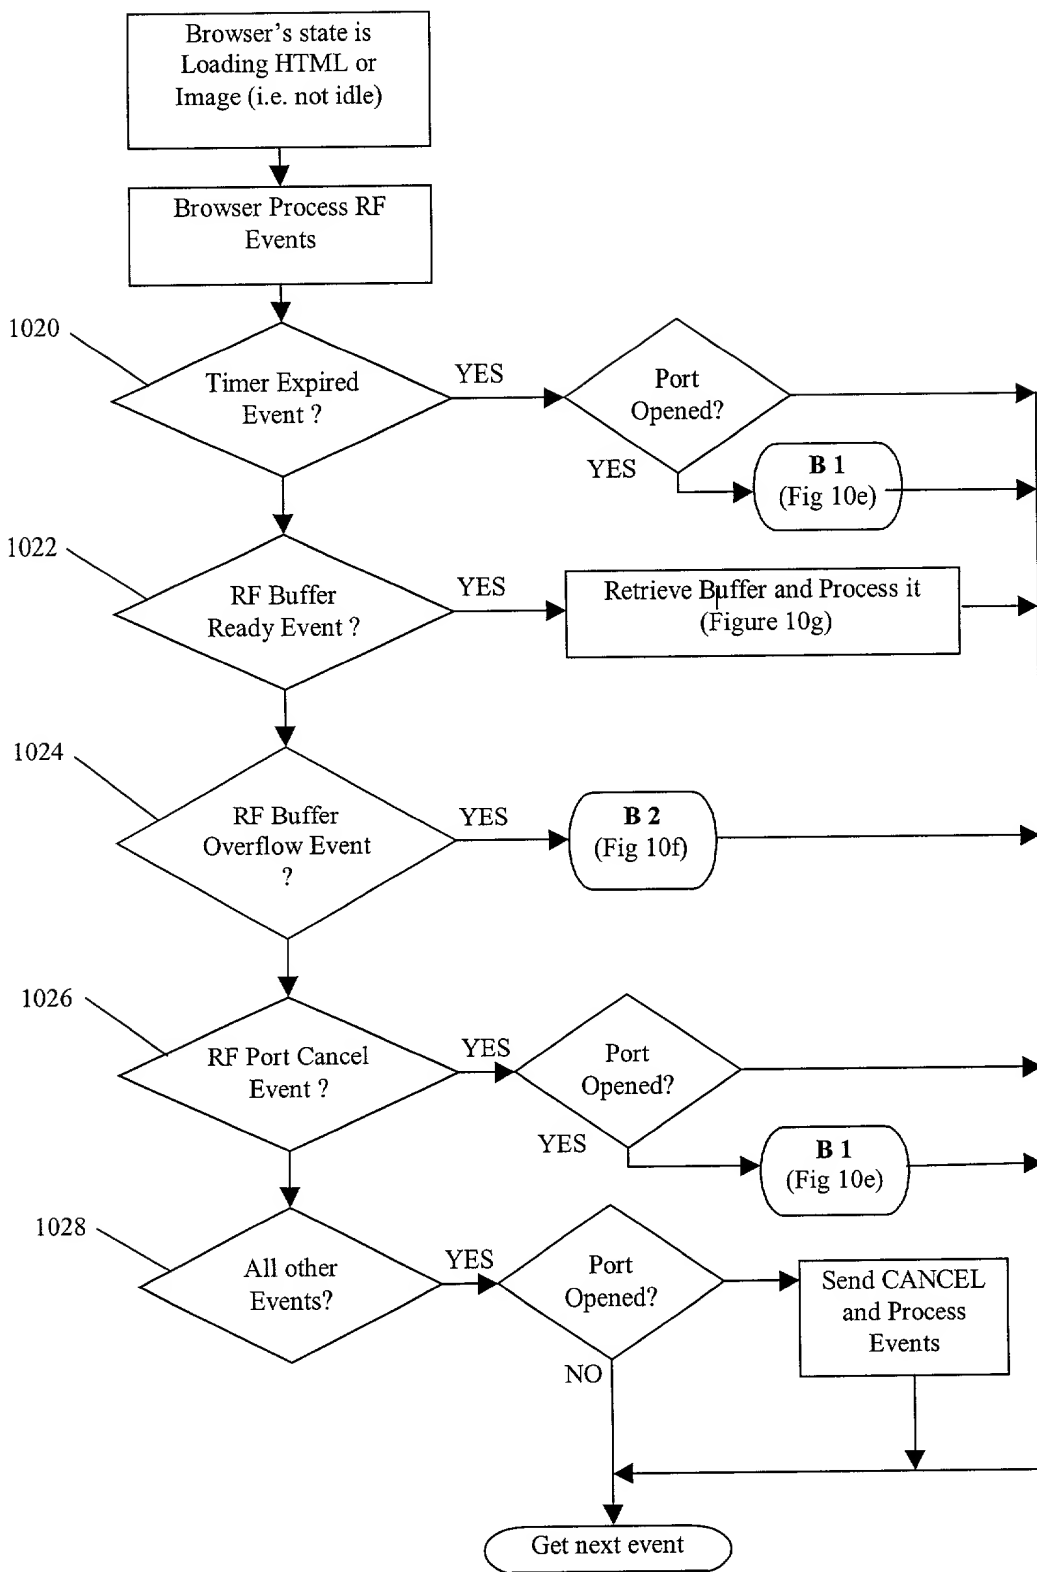 Browser's state is
Loading HTML or
Image (i.e. not idle)
Browser Process RF
Events
1020
Timer Expired
Event ?
YES
Port
Opened?
YES
B 1
(Fig 10e)
1022
RF Buffer
Ready Event ?
YES
Retrieve Buffer and Process it
(Figure 10g)
1024
RF Buffer
Overflow Event
?
YES
B 2
(Fig 10f)
1026
RF Port Cancel
Event ?
YES
Port
Opened?
YES
B 1
(Fig 10e)
1028
All other
Events?
YES
Port
Opened?
Send CANCEL
and Process
Events
NO
Get next event